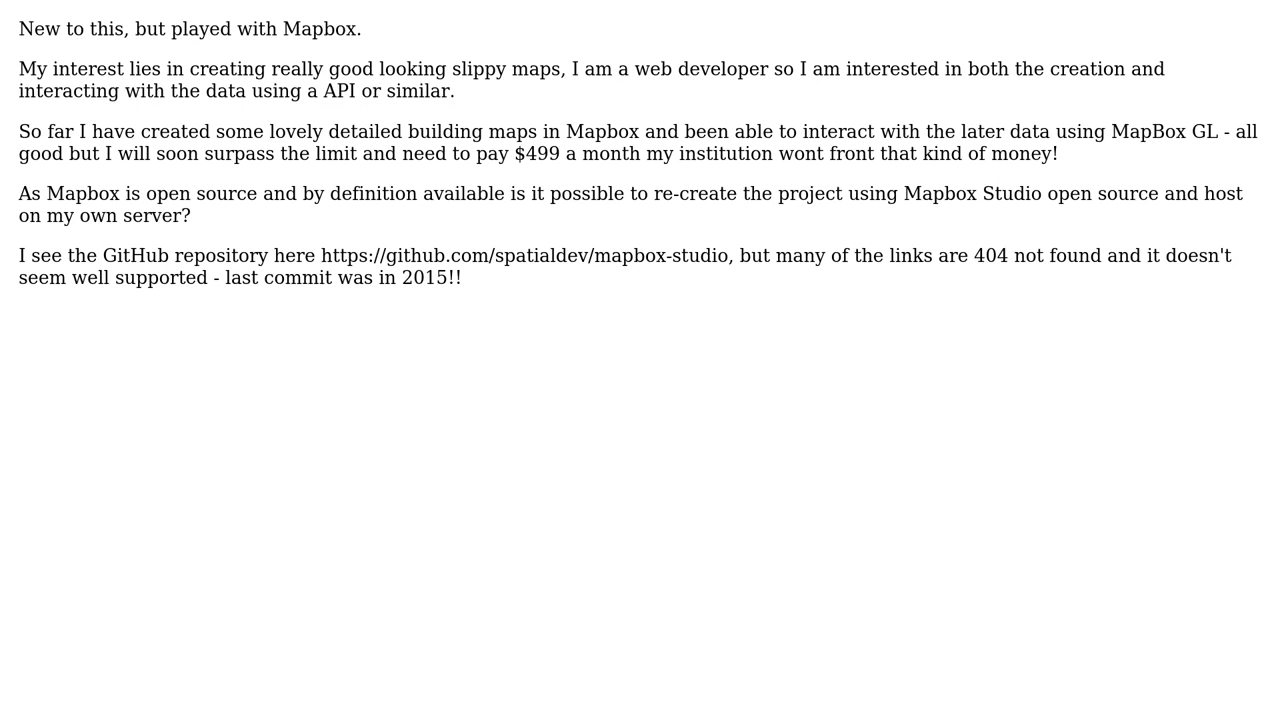 New to this, but played with Mapbox.
My interest lies in creating really good looking slippy maps, I am a web developer so I am interested in both the creation and
interacting with the data using a API or similar.
So far I have created some lovely detailed building maps in Mapbox and been able to interact with the later data using MapBox GL - all
good but I will soon surpass the limit and need to pay $499 a month my institution wont front that kind of money!
As Mapbox is open source and by definition available is it possible to re-create the project using Mapbox Studio open source and host
on my own server?
I see the GitHub repository here https://github.com/spatialdev/mapbox-studio, but many of the links are 404 not found and it doesn't
seem well supported - last commit was in 2015!!